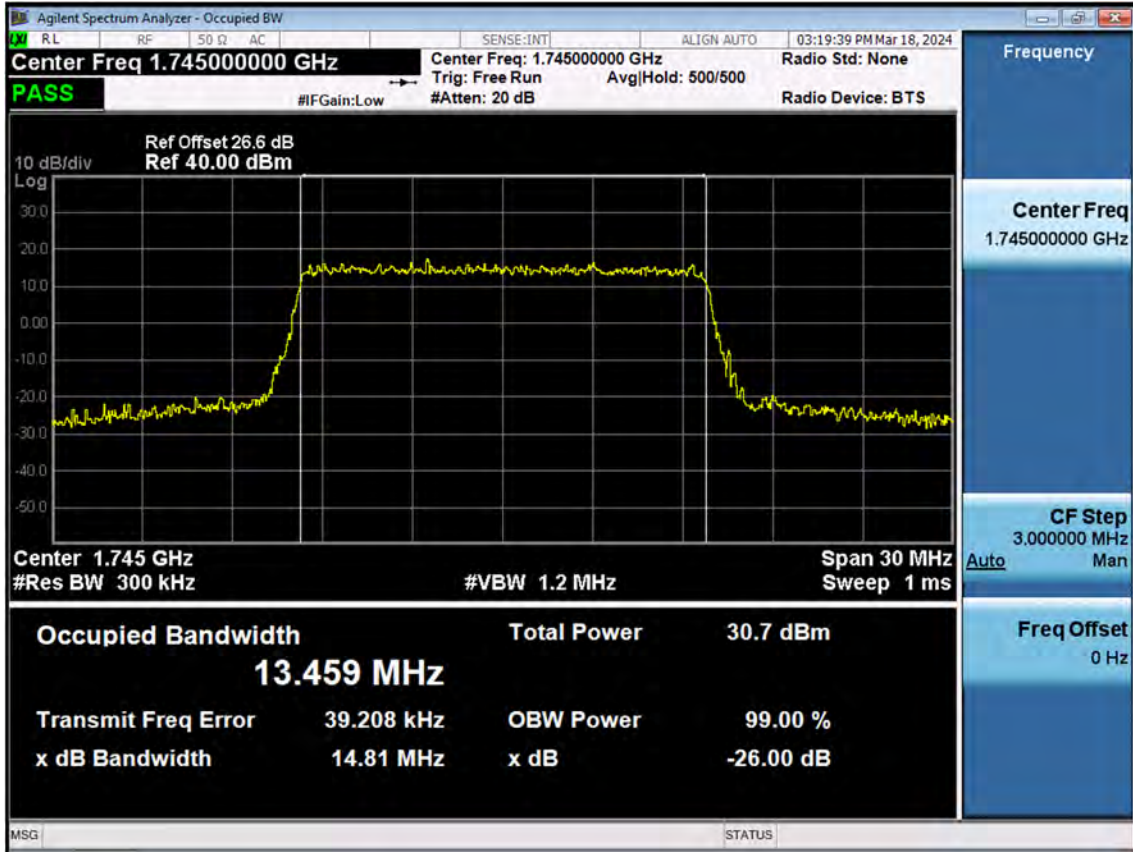 Agilent Spectrum Analyzer - Occupied BW
LXI RL RF 50 Ω AC SENSE:INT ALIGN AUTO 03:19:39 PM Mar 18, 2024
Center Freq 1.745000000 GHz Center Freq: 1.745000000 GHz Radio Std: None
Trig: Free Run Avg|Hold: 500/500
PASS #IFGain:Low #Atten: 20 dB Radio Device: BTS
Ref Offset 26.6 dB
10 dB/div Ref 40.00 dBm
Log
30.0
20.0
10.0
0.00
-10.0
-20.0
-30.0
-40.0
-50.0
Center 1.745 GHz Span 30 MHz
#Res BW 300 kHz #VBW 1.2 MHz Sweep 1 ms
Occupied Bandwidth Total Power 30.7 dBm
13.459 MHz
Transmit Freq Error 39.208 kHz OBW Power 99.00 %
x dB Bandwidth 14.81 MHz x dB -26.00 dB
MSG STATUS
Frequency
Center Freq
1.745000000 GHz
CF Step
3.000000 MHz
Auto Man
Freq Offset
0 Hz